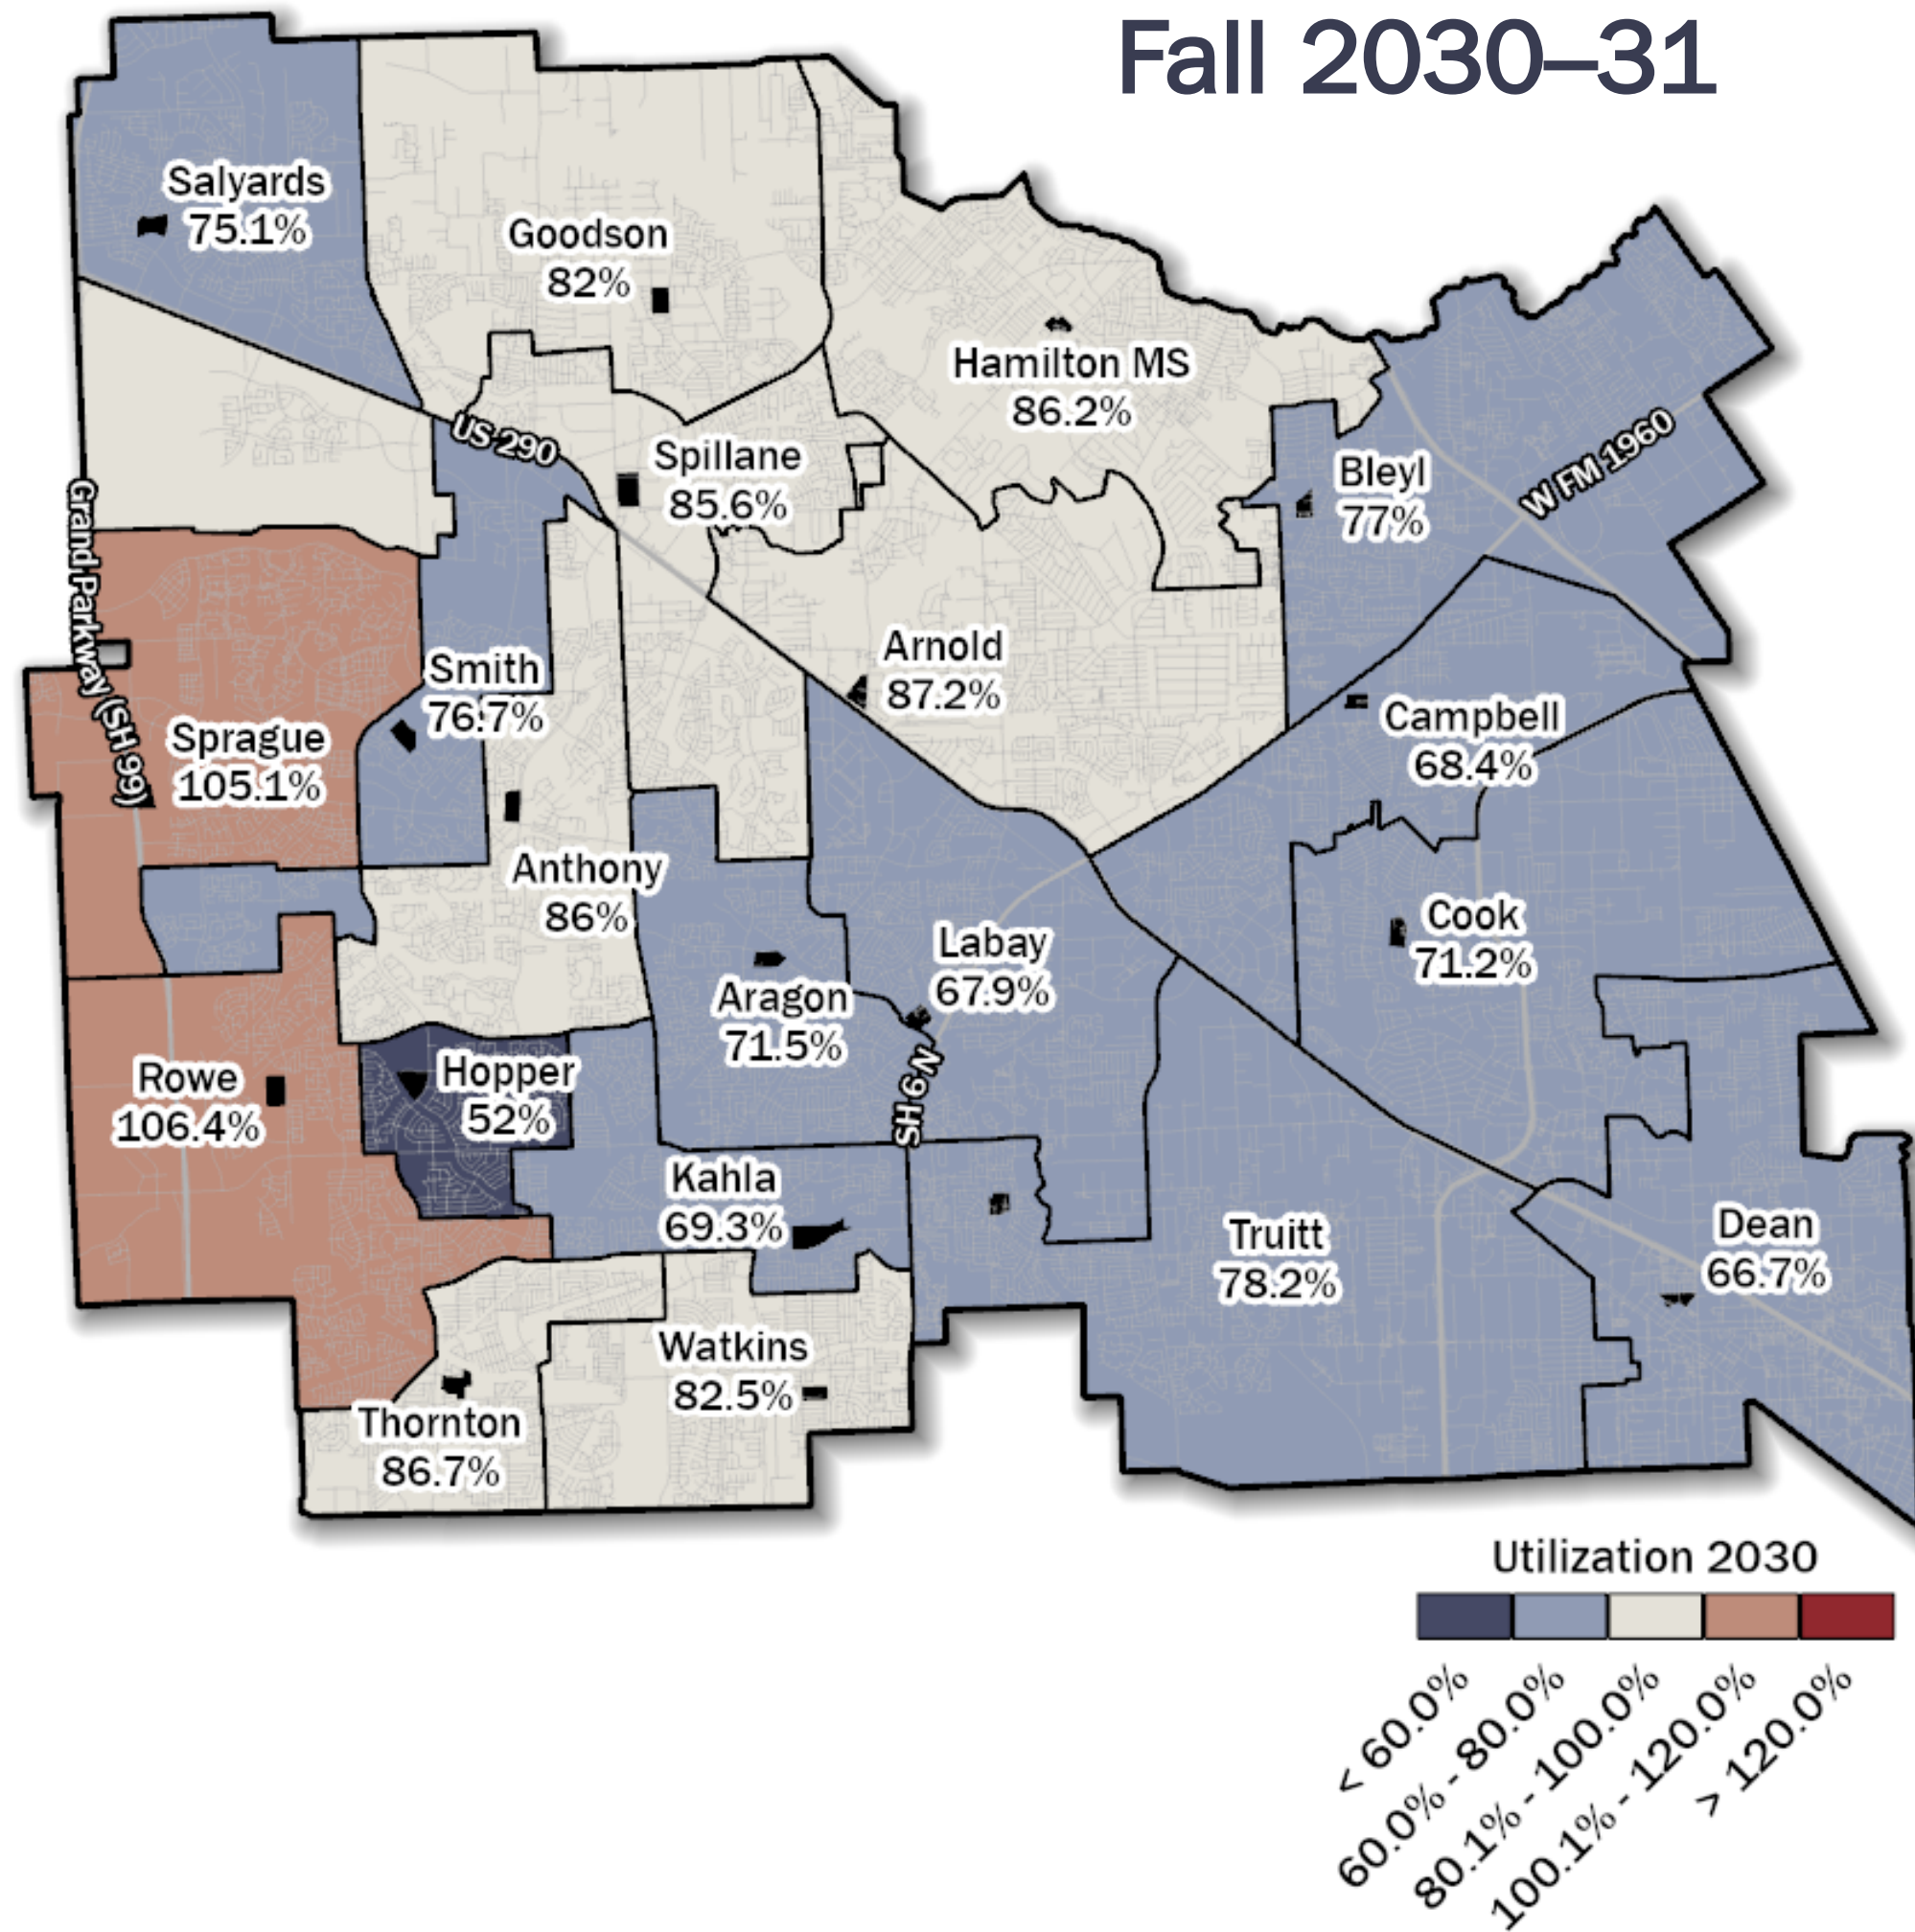 Fall 2030–31
Salyards
75.1%
Goodson
82%
Hamilton MS
86.2%
US 290
Spillane
85.6%
Bleyl
77%
W FM 1960
Grand Parkway (SH 99)
Smith
76.7%
Arnold
87.2%
Sprague
105.1%
Campbell
68.4%
Anthony
86%
Labay
67.9%
Cook
71.2%
Aragon
71.5%
SH 6 N
Rowe
106.4%
Hopper
52%
Kahla
69.3%
Truitt
78.2%
Dean
66.7%
Watkins
82.5%
Thornton
86.7%
Utilization 2030
< 60.0%
60.0% - 80.0%
80.1% - 100.0%
100.1% - 120.0%
> 120.0%